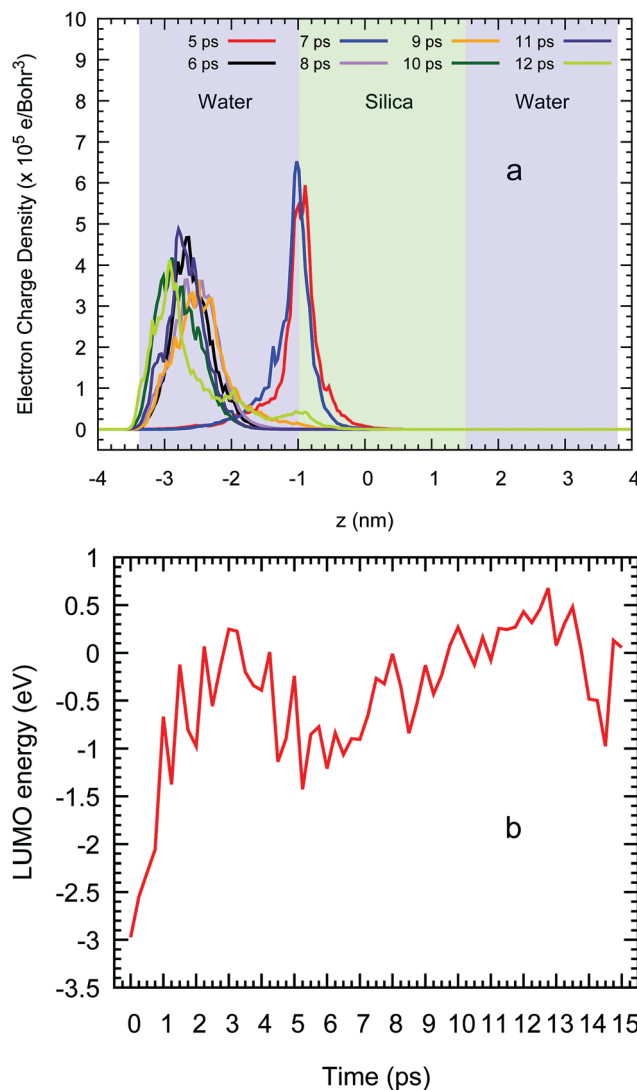 Electron Charge Density (x 10⁵ e/Bohr³)
10
9
8
7
6
5
4
3
2
1
0
5 ps 7 ps 9 ps 11 ps
6 ps 8 ps 10 ps 12 ps
Water Silica Water
a
-4 -3 -2 -1 0 1 2 3 4
z (nm)
LUMO energy (eV)
1
0.5
0
-0.5
-1
-1.5
-2
-2.5
-3
-3.5
b
0 1 2 3 4 5 6 7 8 9 10 11 12 13 14 15
Time (ps)